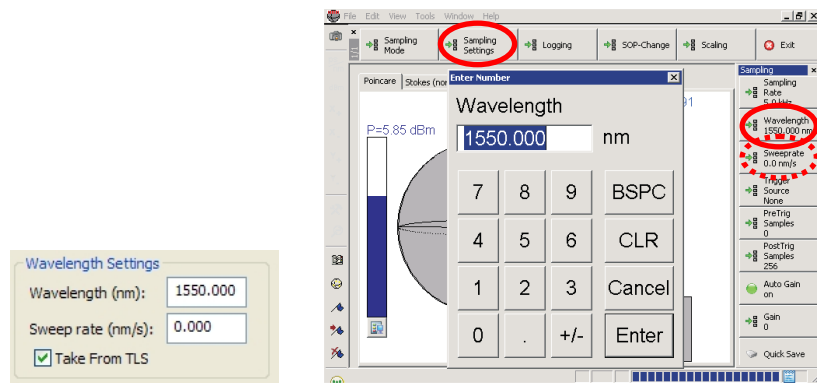 Wavelength Settings
Wavelength (nm): 1550.000
Sweep rate (nm/s): 0.000
Take From TLS
File Edit View Tools Window Help
1/1
Sampling Mode
Sampling Settings
Logging
SOP-Change
Scaling
Exit
Poincare Stokes (nor
P=5.85 dBm
91
Enter Number
Wavelength
1550.000 nm
7 8 9 BSPC
4 5 6 CLR
1 2 3 Cancel
0 . +/- Enter
Sampling
Sampling
Rate
5.0 kHz
Wavelength
1550.000 nm
Sweeprate
0.0 nm/s
Trigger
Source
None
PreTrig
Samples
0
PostTrig
Samples
256
Auto Gain
on
Gain
0
Quick Save